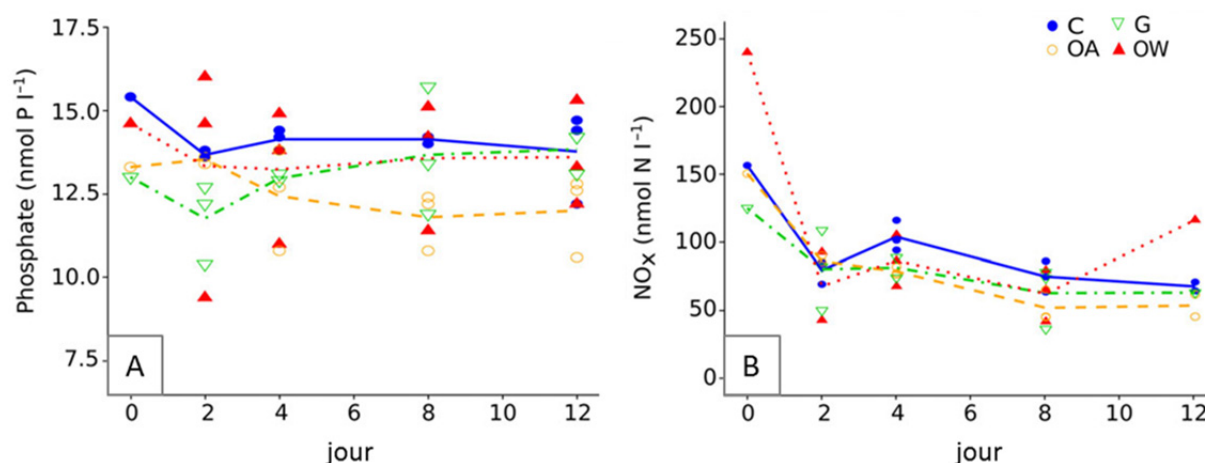 Phosphate (nmol P l⁻¹)
17.5
15.0
12.5
10.0
7.5
A
0 2 4 6 8 10 12
jour
NOx (nmol N l⁻¹)
250
200
150
100
50
0
C G
OA OW
B
0 2 4 6 8 10 12
jour